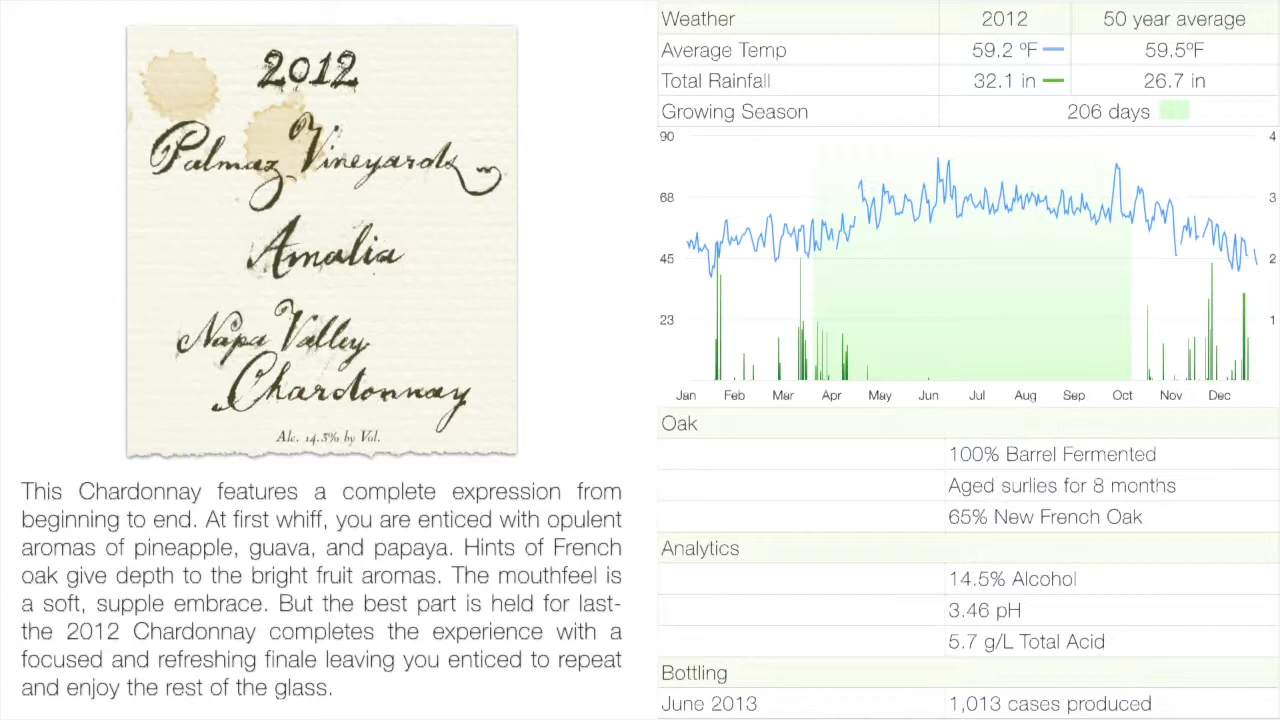 2012
Palmaz Vineyards
Amalia
Napa Valley
Chardonnay
Alc. 14.3% by Vol.
This Chardonnay features a complete expression from
beginning to end. At first whiff, you are enticed with opulent
aromas of pineapple, guava, and papaya. Hints of French
oak give depth to the bright fruit aromas. The mouthfeel is
a soft, supple embrace. But the best part is held for last-
the 2012 Chardonnay completes the experience with a
focused and refreshing finale leaving you enticed to repeat
and enjoy the rest of the glass.
Weather 2012 50 year average
Average Temp 59.2 ºF 59.5ºF
Total Rainfall 32.1 in 26.7 in
Growing Season 206 days
90 4
68 3
45 2
23 1
Jan Feb Mar Apr May Jun Jul Aug Sep Oct Nov Dec
Oak
100% Barrel Fermented
Aged surlies for 8 months
65% New French Oak
Analytics
14.5% Alcohol
3.46 pH
5.7 g/L Total Acid
Bottling
June 2013 1,013 cases produced